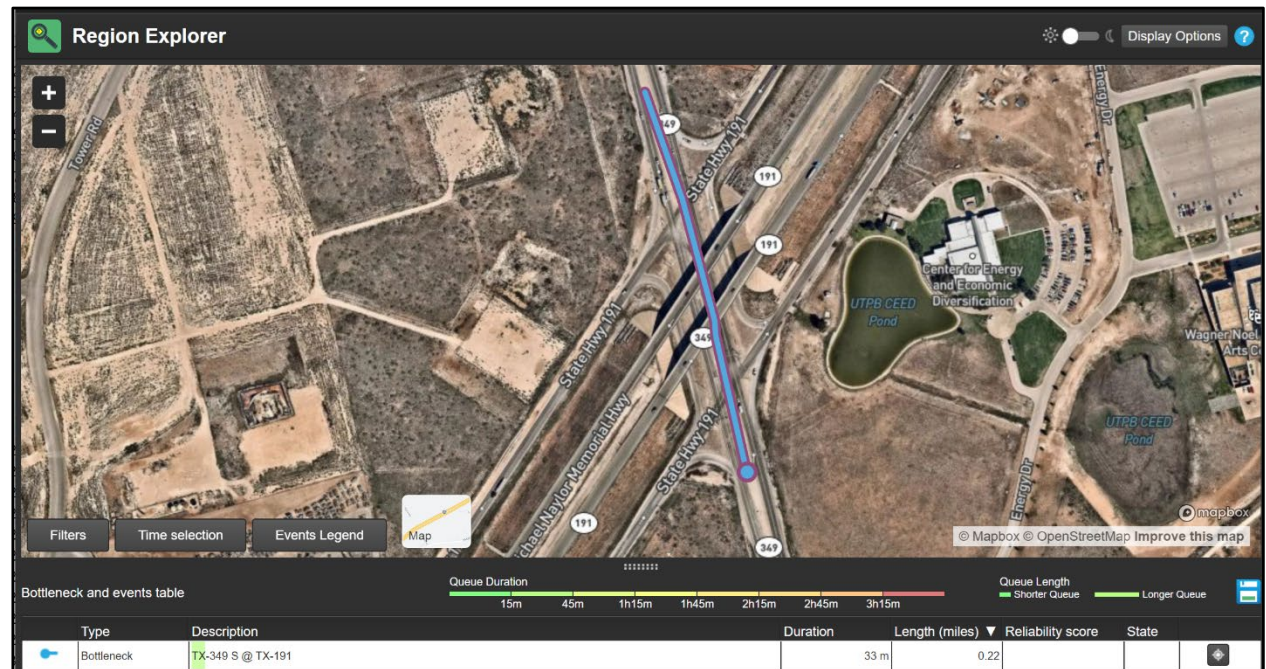 Region Explorer
Display Options
?
+
−
Tower Rd
Energy Dr
349
State Hwy 191
191
191
Center for Energy
and Economic
Diversification
UTPB CEED
Pond
Wagner Noel
349
State Hwy 191
UTPB CEED
Pond
State Hwy 191
Michael Naylor Memorial Hwy
Energy Dr
191
349
Filters
Time selection
Events Legend
Map
mapbox
© Mapbox © OpenStreetMap Improve this map
Bottleneck and events table
Queue Duration
15m 45m 1h15m 1h45m 2h15m 2h45m 3h15m
Queue Length
Shorter Queue Longer Queue
Type Description Duration Length (miles) ▼ Reliability score State
Bottleneck TX-349 S @ TX-191 33 m 0.22